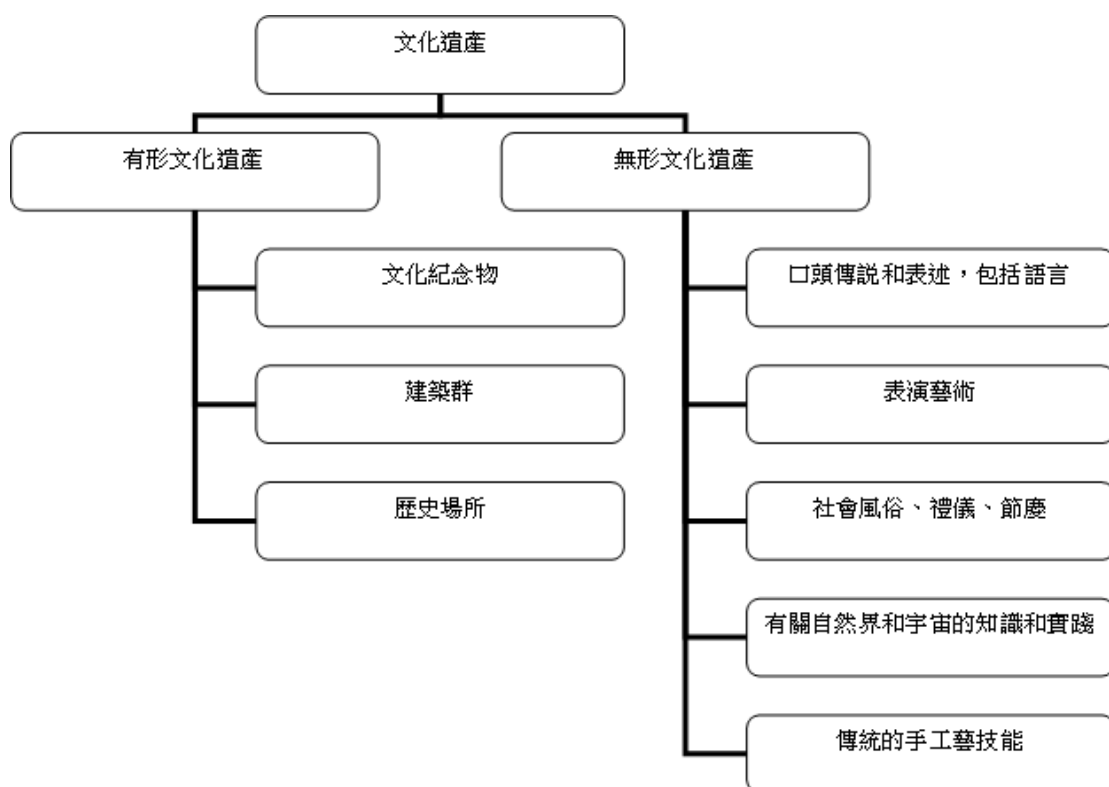 文化遺產
有形文化遺產
無形文化遺產
文化紀念物
建築群
歷史場所
口頭傳說和表述，包括語言
表演藝術
社會風俗、禮儀、節慶
有關自然界和宇宙的知識和實踐
傳統的手工藝技能